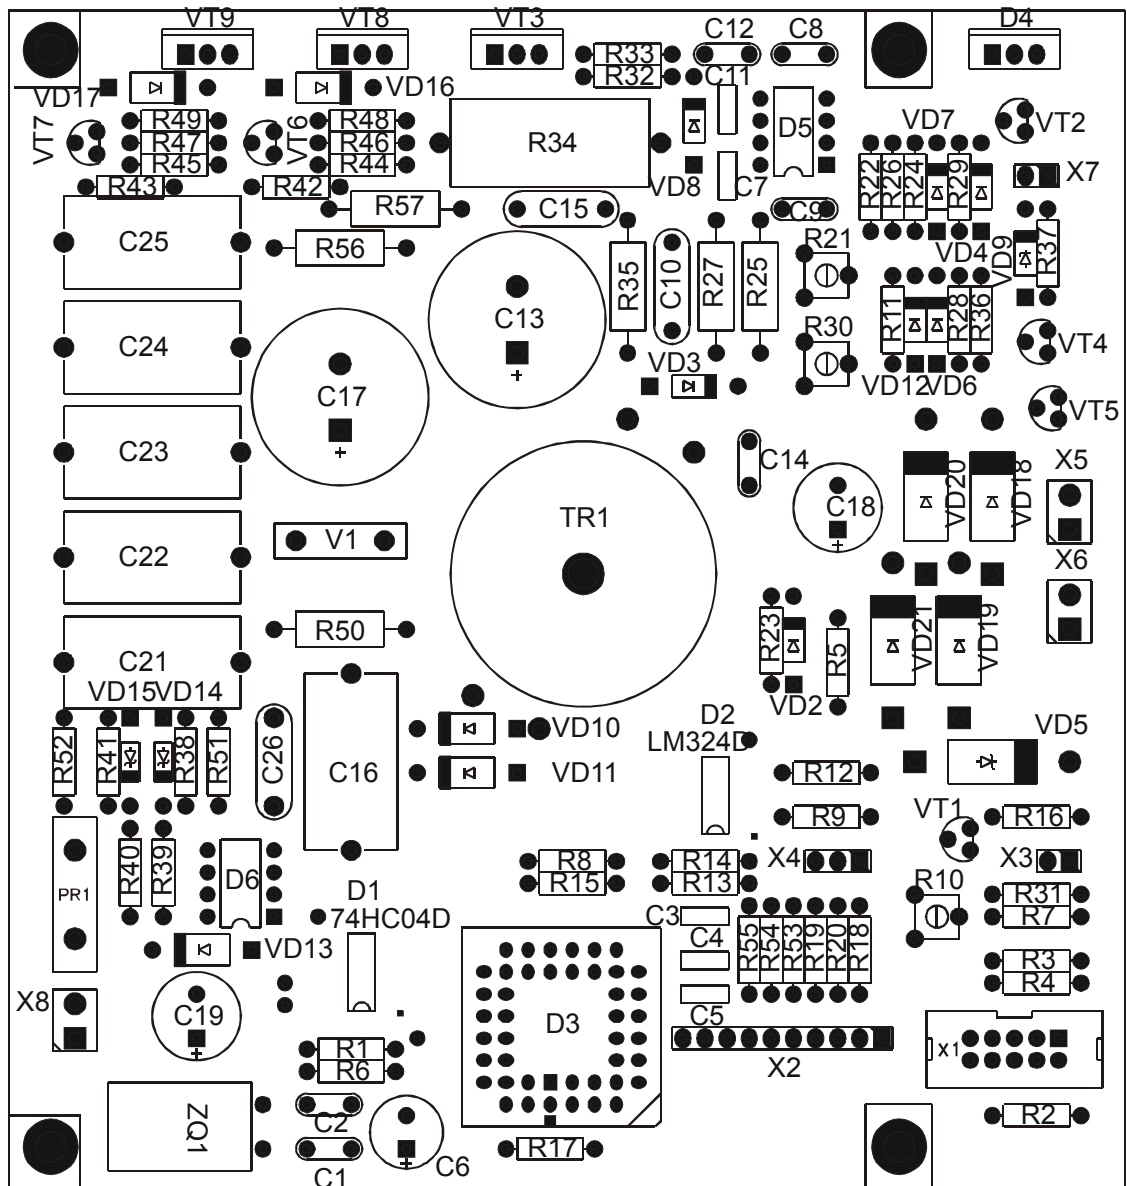 VT9
VT8
VT3
C12
C8
D4
R33
R32
C11
VD17
VD16
VT7
R49
R47
R45
VT6
R48
R46
R44
R34
D5
VD7
VT2
VD8
C7
R22
R26
R24
R29
X7
R43
R42
R57
C15
C9
C25
R56
R35
C10
R27
R25
R21
VD4
VD9
R37
C24
C13
R30
R11
R28
R36
VT4
C17
VD3
VD12
VD6
VT5
C23
C14
C18
VD20
VD18
X5
TR1
C22
V1
X6
R50
R23
R5
VD21
VD19
C21
VD15
VD14
VD2
R52
R41
R38
R51
C26
C16
VD10
VD11
D2
LM324D
VD5
R12
R9
VT1
R16
R40
R39
R8
R15
R14
R13
X4
X3
PR1
D6
D1
74HC04D
C3
C4
C5
R55
R54
R53
R19
R20
R18
R10
R31
R7
VD13
R3
R4
X8
C19
D3
X2
X1
R1
R6
ZQ1
C2
C1
C6
R17
R2
+
+
+
+
+